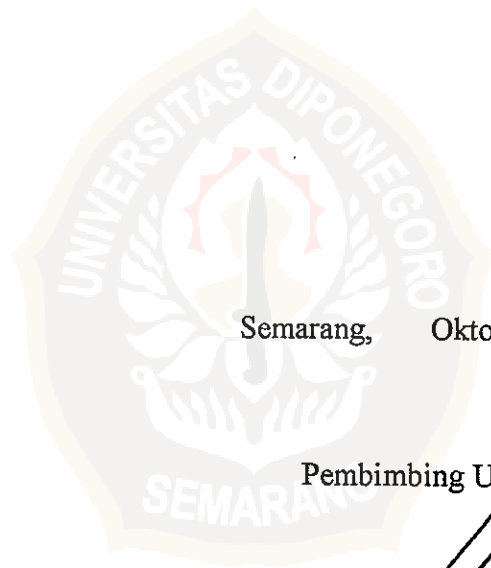 UNIVERSITAS DIPONEGORO
Semarang, Okto
Pembimbing U
SEMARANG